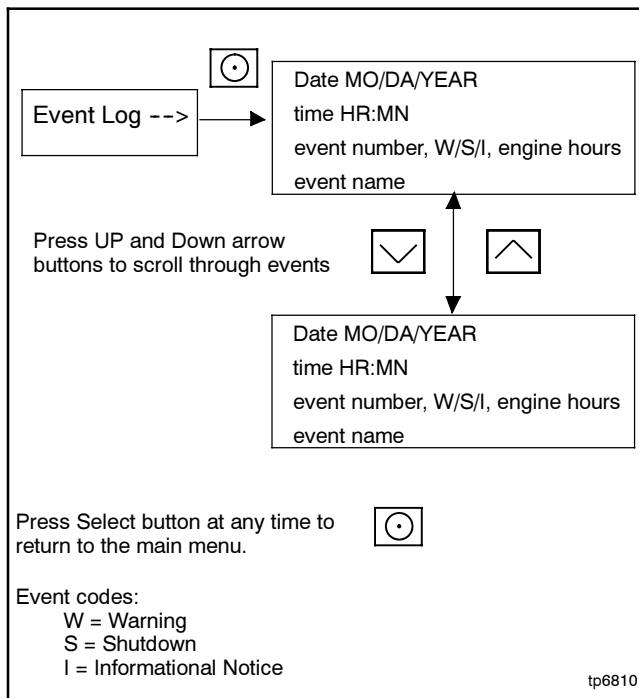 Event Log -->
Date MO/DA/YEAR
time HR:MN
event number, W/S/I, engine hours
event name
Press UP and Down arrow
buttons to scroll through events
Date MO/DA/YEAR
time HR:MN
event number, W/S/I, engine hours
event name
Press Select button at any time to
return to the main menu.
Event codes:
W = Warning
S = Shutdown
I = Informational Notice
tp6810